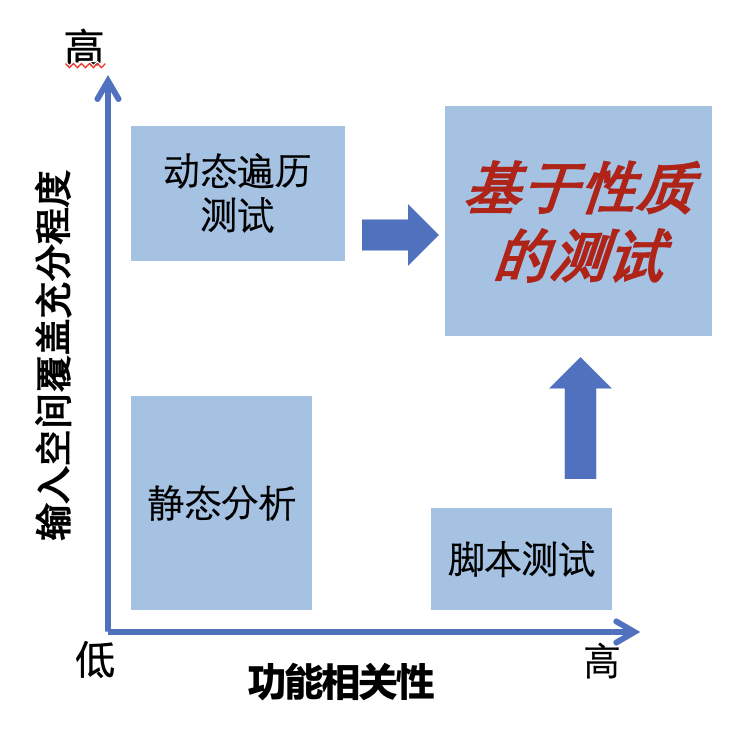 高
输入空间覆盖充分程度
动态遍历
测试
基于性质
的测试
静态分析
脚本测试
低
功能相关性
高